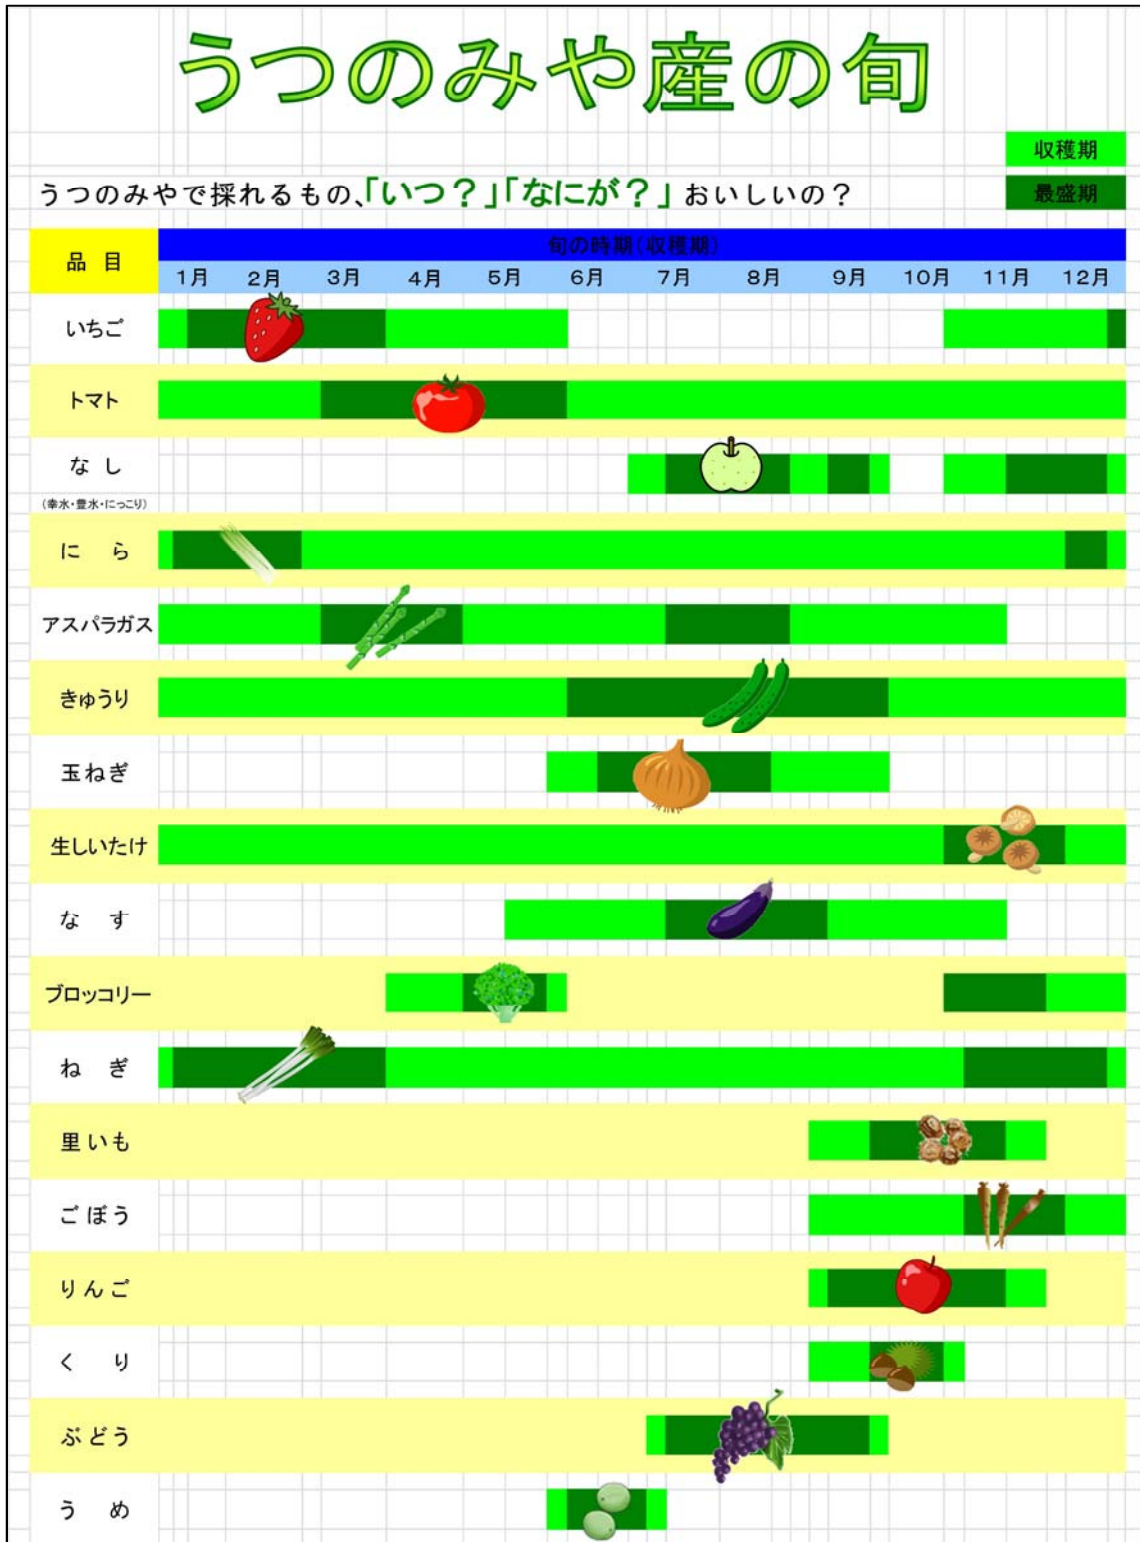 うつのみや産の旬
収穫期
うつのみやで採れるもの、「いつ？」「なにが？」 おいしいの？
最盛期
品 目
旬の時期（収穫期）
1月 2月 3月 4月 5月 6月 7月 8月 9月 10月 11月 12月
いちご
トマト
な し
（幸水・豊水・にっこり）
に ら
アスパラガス
きゅうり
玉ねぎ
生しいたけ
な す
ブロッコリー
ね ぎ
里いも
ごぼう
りんご
く り
ぶどう
う め